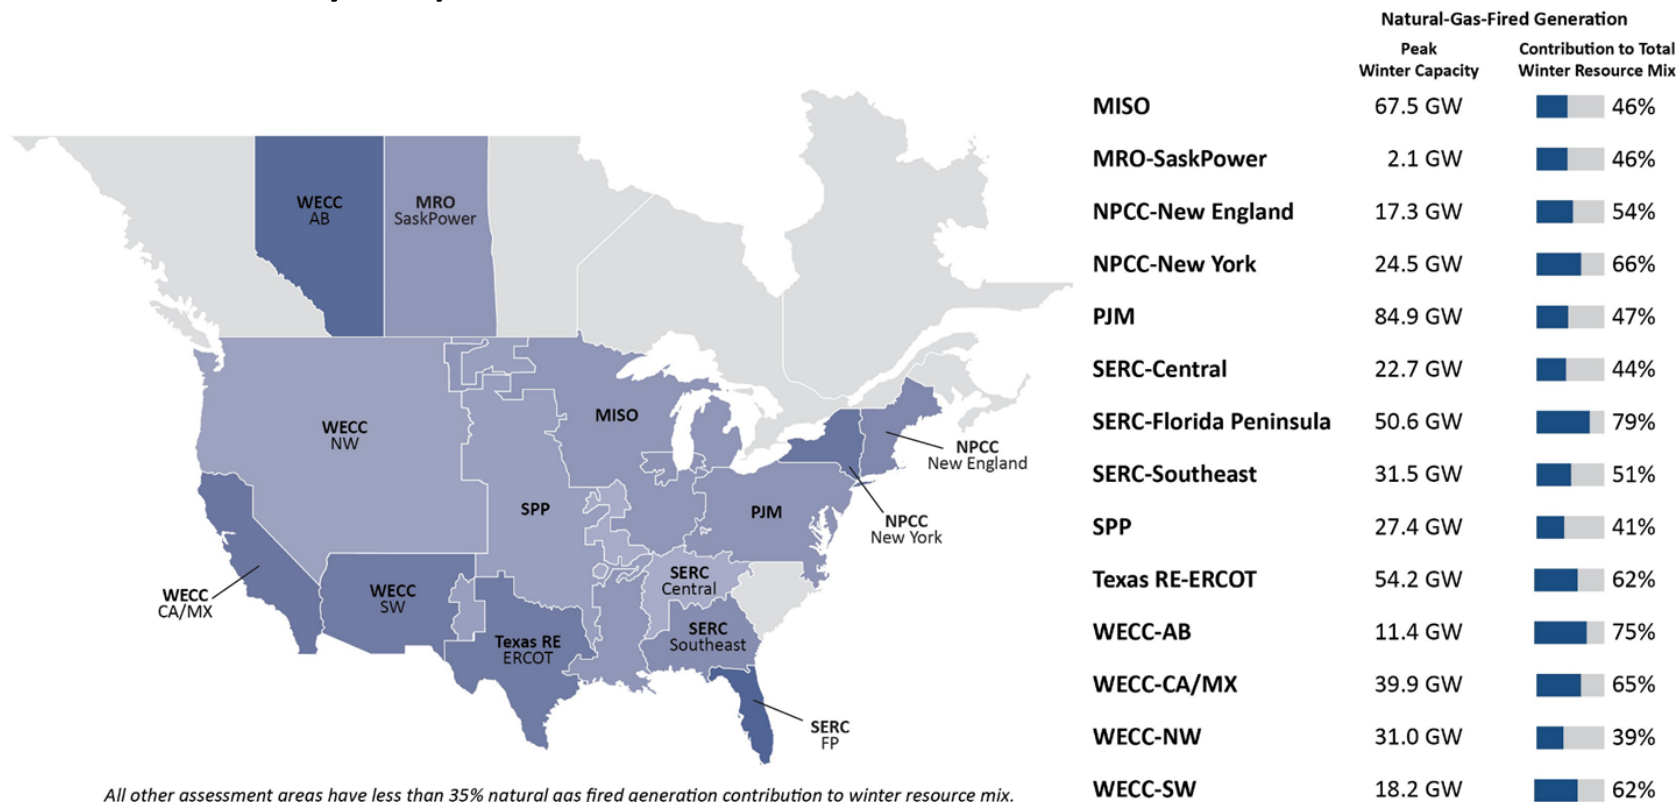 Natural-Gas-Fired Generation
Peak
Winter Capacity
Contribution to Total
Winter Resource Mix
MISO 67.5 GW 46%
MRO-SaskPower 2.1 GW 46%
NPCC-New England 17.3 GW 54%
NPCC-New York 24.5 GW 66%
PJM 84.9 GW 47%
SERC-Central 22.7 GW 44%
SERC-Florida Peninsula 50.6 GW 79%
SERC-Southeast 31.5 GW 51%
SPP 27.4 GW 41%
Texas RE-ERCOT 54.2 GW 62%
WECC-AB 11.4 GW 75%
WECC-CA/MX 39.9 GW 65%
WECC-NW 31.0 GW 39%
WECC-SW 18.2 GW 62%
WECC
AB
MRO
SaskPower
WECC
NW
MISO
NPCC
New England
SPP
PJM
NPCC
New York
WECC
CA/MX
WECC
SW
SERC
Central
SERC
Southeast
Texas RE
ERCOT
SERC
FP
All other assessment areas have less than 35% natural gas fired generation contribution to winter resource mix.